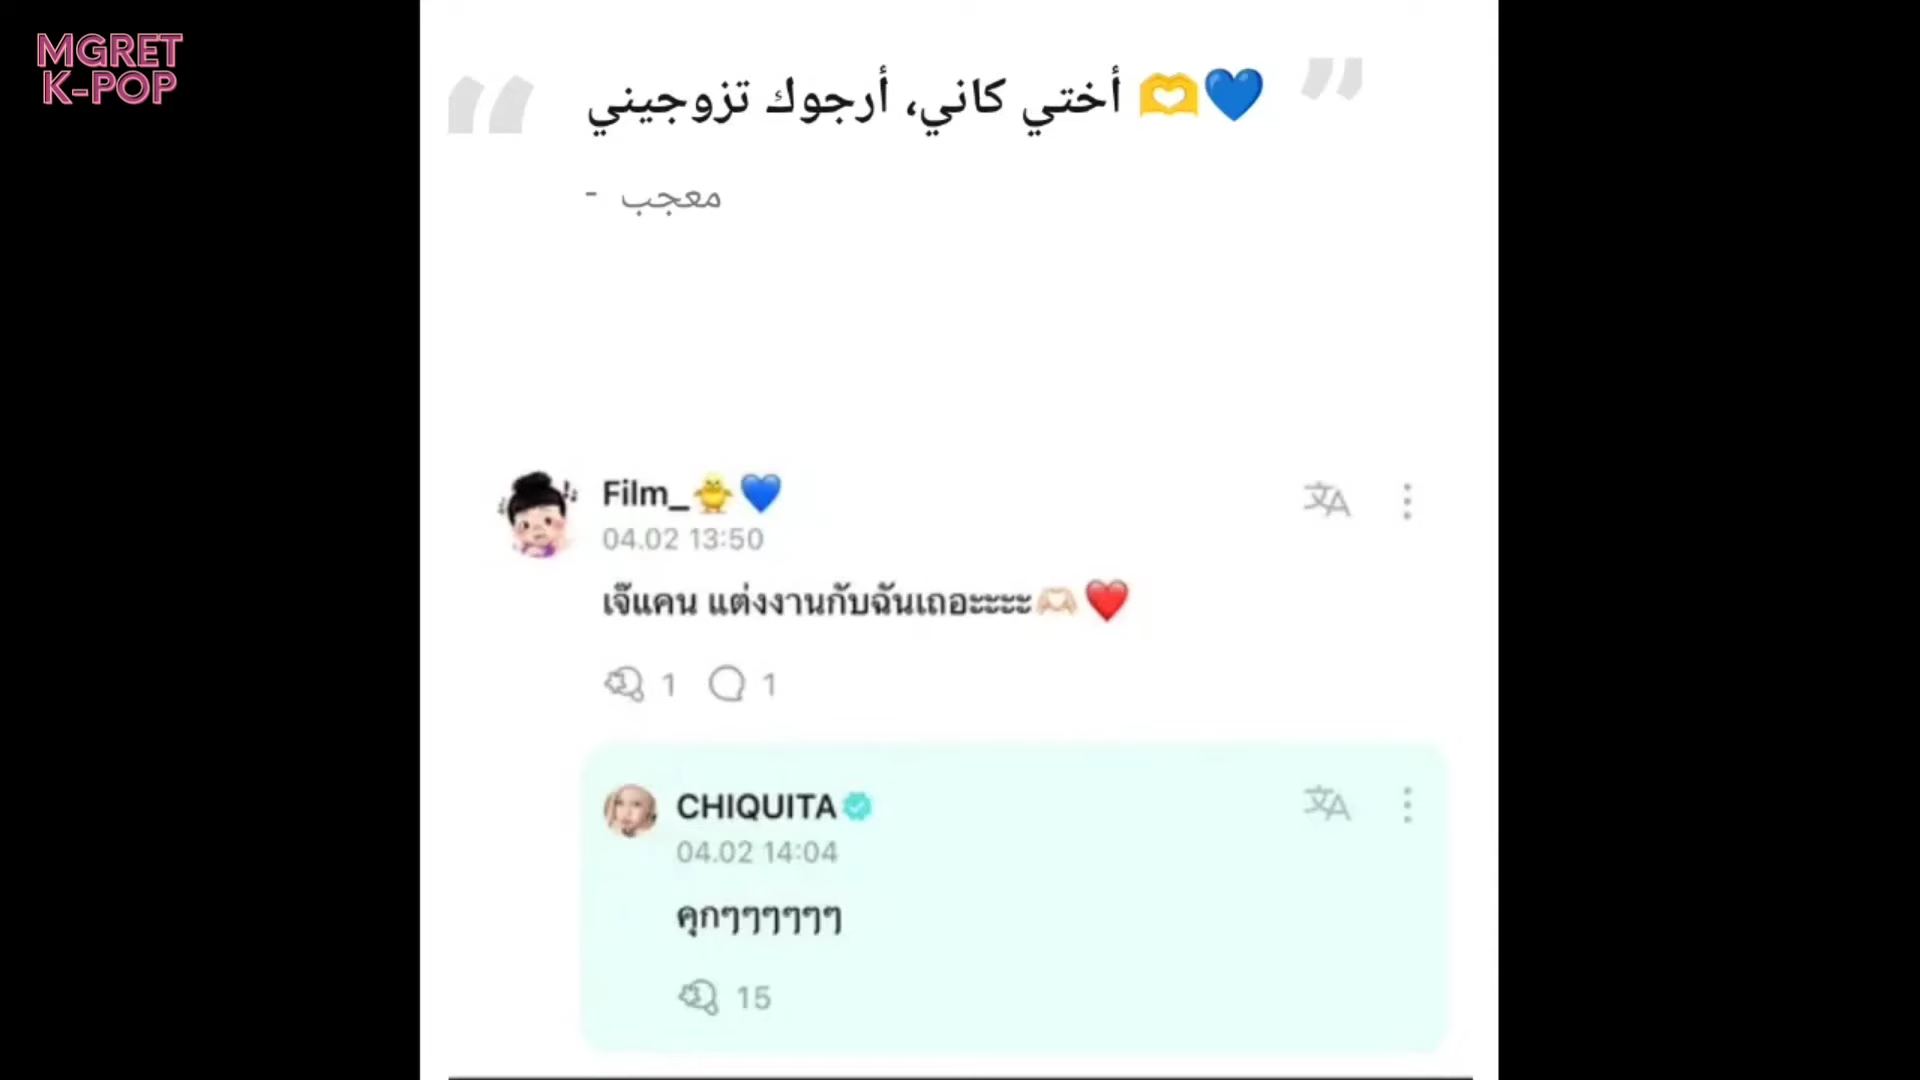 MGRET
K-POP
“ أختي كاني، أرجوك تزوجيني 🫶💙 ”
- معجب
Film_🐥💙
04.02 13:50
เจ๊แคน แต่งงานกับฉันเถอะะะะะ🫶🏻❤️
1 1
CHIQUITA
04.02 14:04
คุกๆๆๆๆๆๆ
15